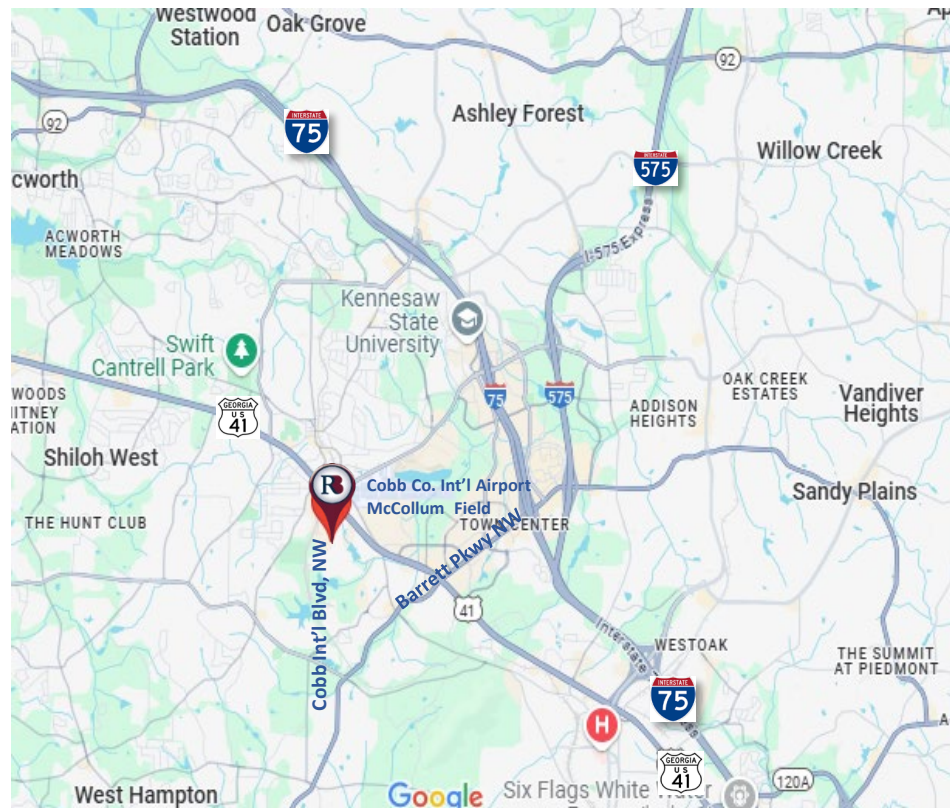 Westwood
Station
Oak Grove
92
92
INTERSTATE
75
Ashley Forest
INTERSTATE
575
Willow Creek
cworth
ACWORTH
MEADOWS
I-575 Express
Kennesaw
State
University
Swift
Cantrell Park
75
575
OAK CREEK
ESTATES
Vandiver
Heights
ADDISON
HEIGHTS
WOODS
GEORGIA
US
41
Shiloh West
RB
Cobb Co. Int'l Airport
McCollum Field
Sandy Plains
THE HUNT CLUB
TOWN CENTER
Barrett Pkwy NW
Cobb Int'l Blvd, NW
41
Interstate
WESTOAK
THE SUMMIT
AT PIEDMONT
INTERSTATE
75
H
GEORGIA
US
41
120A
West Hampton
Google
Six Flags White Water